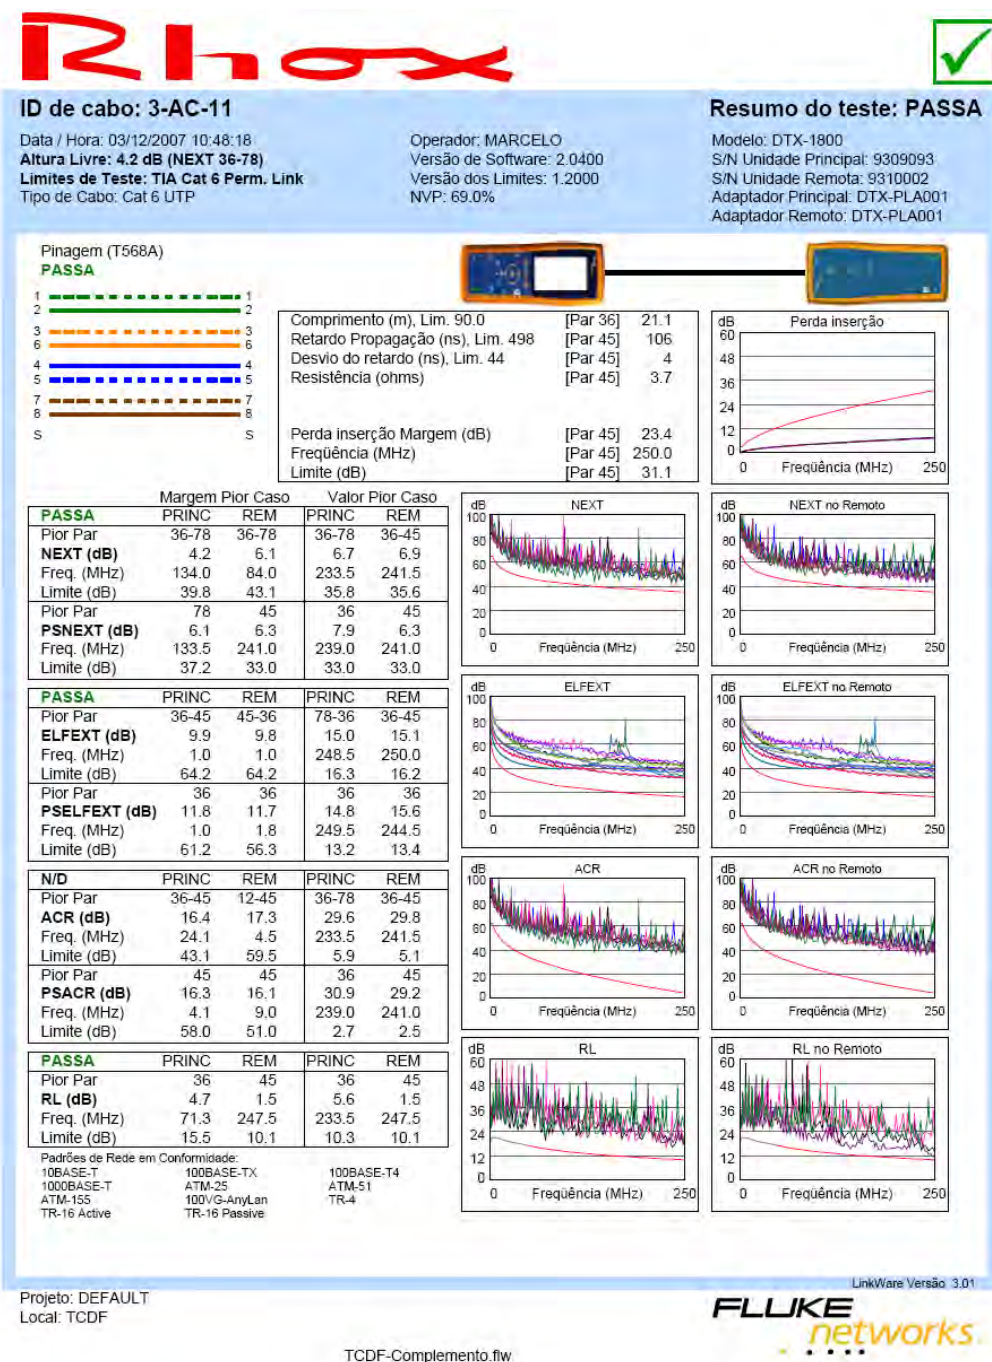 Rhox
ID de cabo: 3-AC-11
Resumo do teste: PASSA
Data / Hora: 03/12/2007 10:48:18
Altura Livre: 4.2 dB (NEXT 36-78)
Limites de Teste: TIA Cat 6 Perm. Link
Tipo de Cabo: Cat 6 UTP
Operador: MARCELO
Versão de Software: 2.0400
Versão dos Limites: 1.2000
NVP: 69.0%
Modelo: DTX-1800
S/N Unidade Principal: 9309093
S/N Unidade Remota: 9310002
Adaptador Principal: DTX-PLA001
Adaptador Remoto: DTX-PLA001
Pinagem (T568A)
PASSA
1 1
2 2
3 3
6 6
4 4
5 5
7 7
8 8
S S
Comprimento (m), Lim. 90.0 [Par 36] 21.1
Retardo Propagação (ns), Lim. 498 [Par 45] 106
Desvio do retardo (ns), Lim. 44 [Par 45] 4
Resistência (ohms) [Par 45] 3.7
Perda inserção Margem (dB) [Par 45] 23.4
Freqüência (MHz) [Par 45] 250.0
Limite (dB) [Par 45] 31.1
dB Perda inserção
60
48
36
24
12
0
0 Freqüência (MHz) 250
Margem Pior Caso Valor Pior Caso
PASSA PRINC REM PRINC REM
Pior Par 36-78 36-78 36-78 36-45
NEXT (dB) 4.2 6.1 6.7 6.9
Freq. (MHz) 134.0 84.0 233.5 241.5
Limite (dB) 39.8 43.1 35.8 35.6
Pior Par 78 45 36 45
PSNEXT (dB) 6.1 6.3 7.9 6.3
Freq. (MHz) 133.5 241.0 239.0 241.0
Limite (dB) 37.2 33.0 33.0 33.0
dB NEXT
100
80
60
40
20
0
0 Freqüência (MHz) 250
dB NEXT no Remoto
100
80
60
40
20
0
0 Freqüência (MHz) 250
PASSA PRINC REM PRINC REM
Pior Par 36-45 45-36 78-36 36-45
ELFEXT (dB) 9.9 9.8 15.0 15.1
Freq. (MHz) 1.0 1.0 248.5 250.0
Limite (dB) 64.2 64.2 16.3 16.2
Pior Par 36 36 36 36
PSELFEXT (dB) 11.8 11.7 14.8 15.6
Freq. (MHz) 1.0 1.8 249.5 244.5
Limite (dB) 61.2 56.3 13.2 13.4
dB ELFEXT
100
80
60
40
20
0
0 Freqüência (MHz) 250
dB ELFEXT no Remoto
100
80
60
40
20
0
0 Freqüência (MHz) 250
N/D PRINC REM PRINC REM
Pior Par 36-45 12-45 36-78 36-45
ACR (dB) 16.4 17.3 29.6 29.8
Freq. (MHz) 24.1 4.5 233.5 241.5
Limite (dB) 43.1 59.5 5.9 5.1
Pior Par 45 45 36 45
PSACR (dB) 16.3 16.1 30.9 29.2
Freq. (MHz) 4.1 9.0 239.0 241.0
Limite (dB) 58.0 51.0 2.7 2.5
dB ACR
100
80
60
40
20
0
0 Freqüência (MHz) 250
dB ACR no Remoto
100
80
60
40
20
0
0 Freqüência (MHz) 250
PASSA PRINC REM PRINC REM
Pior Par 36 45 36 45
RL (dB) 4.7 1.5 5.6 1.5
Freq. (MHz) 71.3 247.5 233.5 247.5
Limite (dB) 15.5 10.1 10.3 10.1
dB RL
60
48
36
24
12
0
0 Freqüência (MHz) 250
dB RL no Remoto
60
48
36
24
12
0
0 Freqüência (MHz) 250
Padrões de Rede em Conformidade:
10BASE-T 100BASE-TX 100BASE-T4
1000BASE-T ATM-25 ATM-51
ATM-155 100VG-AnyLan TR-4
TR-16 Active TR-16 Passive
LinkWare Versão 3.01
Projeto: DEFAULT
Local: TCDF
FLUKE
networks.
TCDF-Complemento.flw